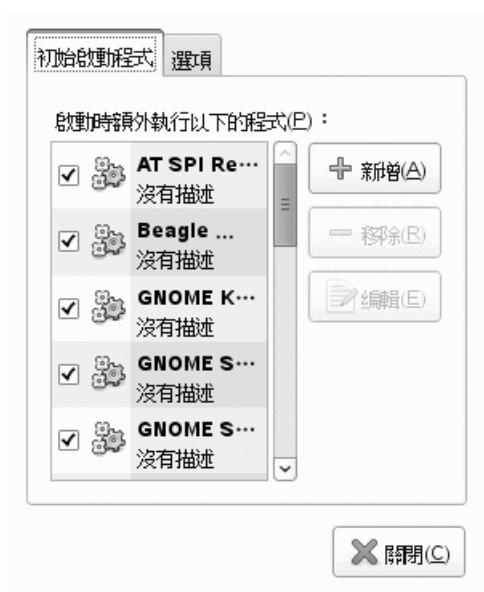 初始啟動程式 選項
啟動時額外執行以下的程式(P)：
AT SPI Re···
沒有描述
Beagle ...
沒有描述
GNOME K···
沒有描述
GNOME S···
沒有描述
GNOME S···
沒有描述
新增(A)
移除(R)
編輯(E)
關閉(C)